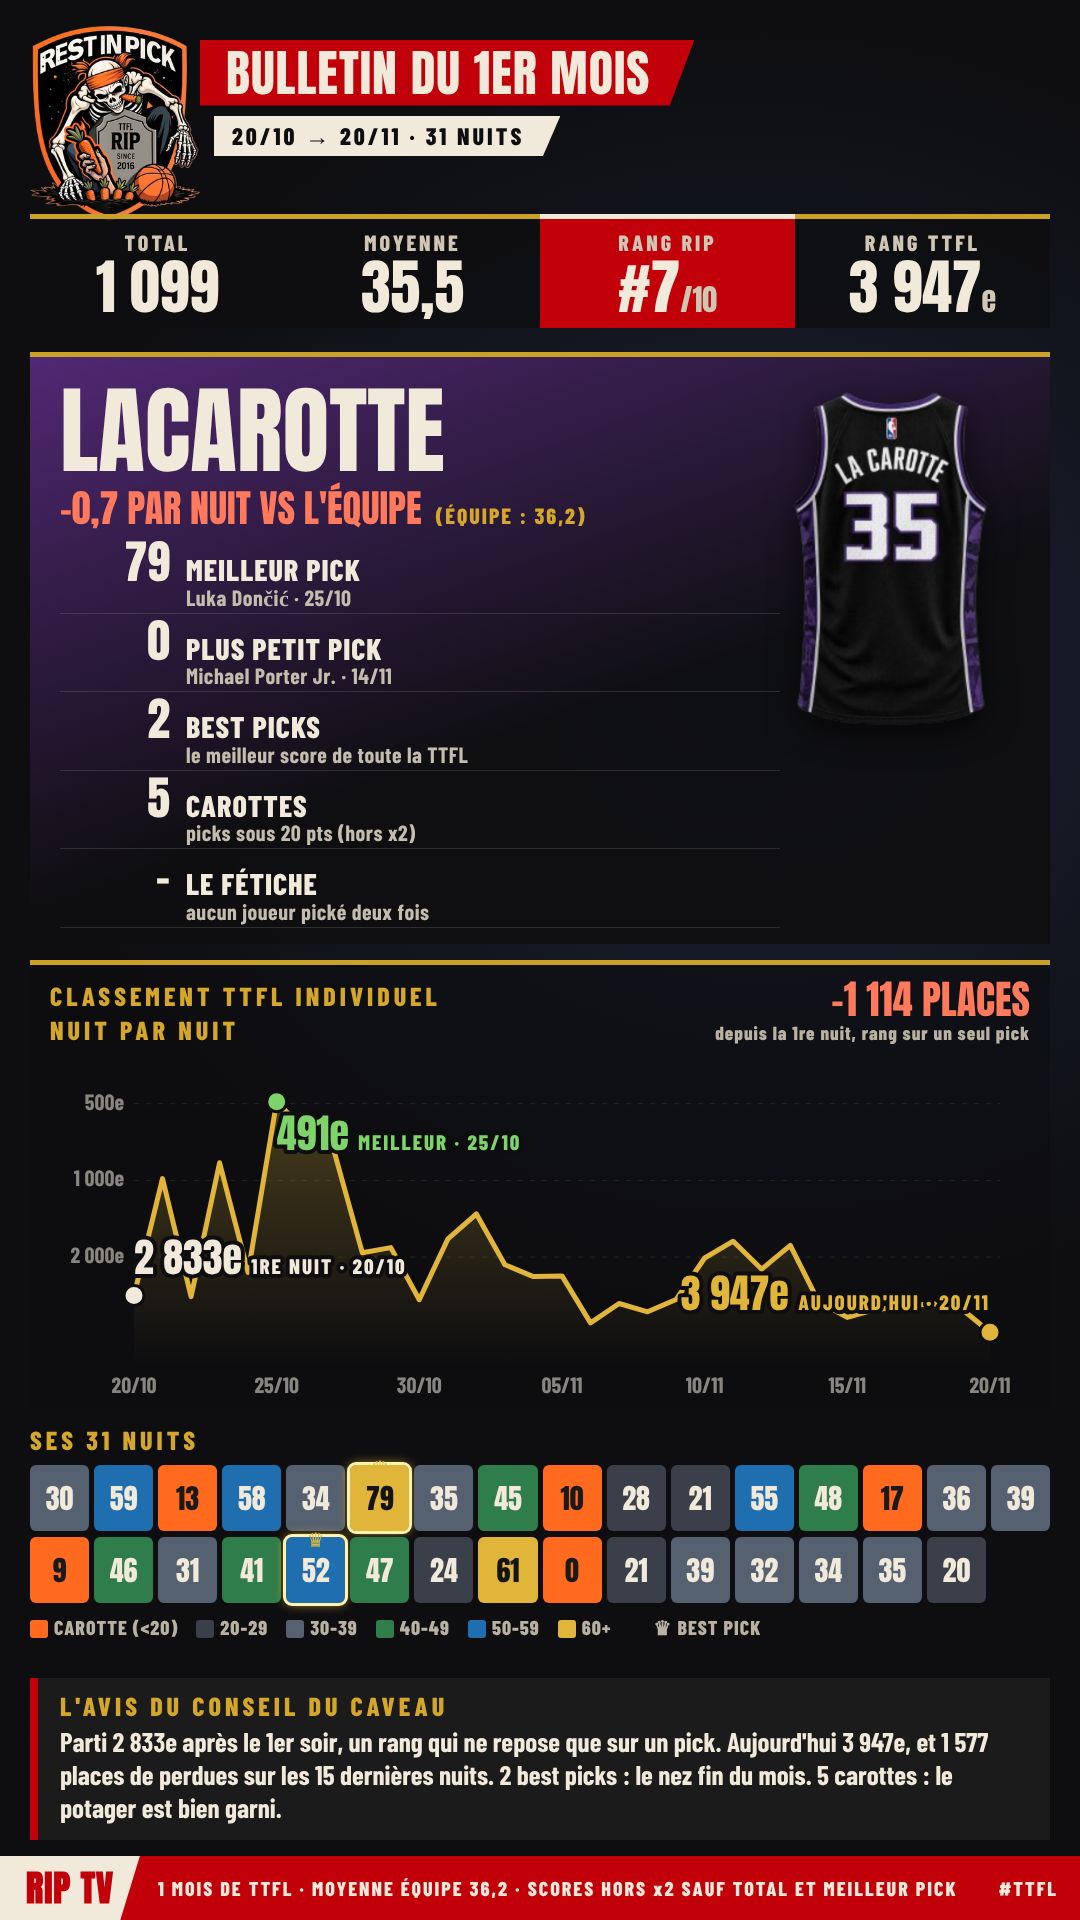 REST IN PICK
TTFL
RIP
SINCE
2016
BULLETIN DU 1ER MOIS
20/10 → 20/11 · 31 NUITS
TOTAL
1 099
MOYENNE
35,5
RANG RIP
#7/10
RANG TTFL
3 947e
LACAROTTE
-0,7 PAR NUIT VS L'ÉQUIPE (ÉQUIPE : 36,2)
LA CAROTTE
35
79 MEILLEUR PICK
Luka Dončić · 25/10
0 PLUS PETIT PICK
Michael Porter Jr. · 14/11
2 BEST PICKS
le meilleur score de toute la TTFL
5 CAROTTES
picks sous 20 pts (hors x2)
- LE FÉTICHE
aucun joueur pické deux fois
CLASSEMENT TTFL INDIVIDUEL
NUIT PAR NUIT
-1 114 PLACES
depuis la 1re nuit, rang sur un seul pick
500e
491e MEILLEUR · 25/10
1 000e
2 000e
2 833e 1RE NUIT · 20/10
3 947e AUJOURD'HUI · 20/11
20/10 25/10 30/10 05/11 10/11 15/11 20/11
SES 31 NUITS
30 59 13 58 34 79 35 45 10 28 21 55 48 17 36 39
9 46 31 41 52 47 24 61 0 21 39 32 34 35 20
CAROTTE (<20) 20-29 30-39 40-49 50-59 60+ ♛ BEST PICK
L'AVIS DU CONSEIL DU CAVEAU
Parti 2 833e après le 1er soir, un rang qui ne repose que sur un pick. Aujourd'hui 3 947e, et 1 577
places de perdues sur les 15 dernières nuits. 2 best picks : le nez fin du mois. 5 carottes : le
potager est bien garni.
RIP TV
1 MOIS DE TTFL · MOYENNE ÉQUIPE 36,2 · SCORES HORS x2 SAUF TOTAL ET MEILLEUR PICK
#TTFL